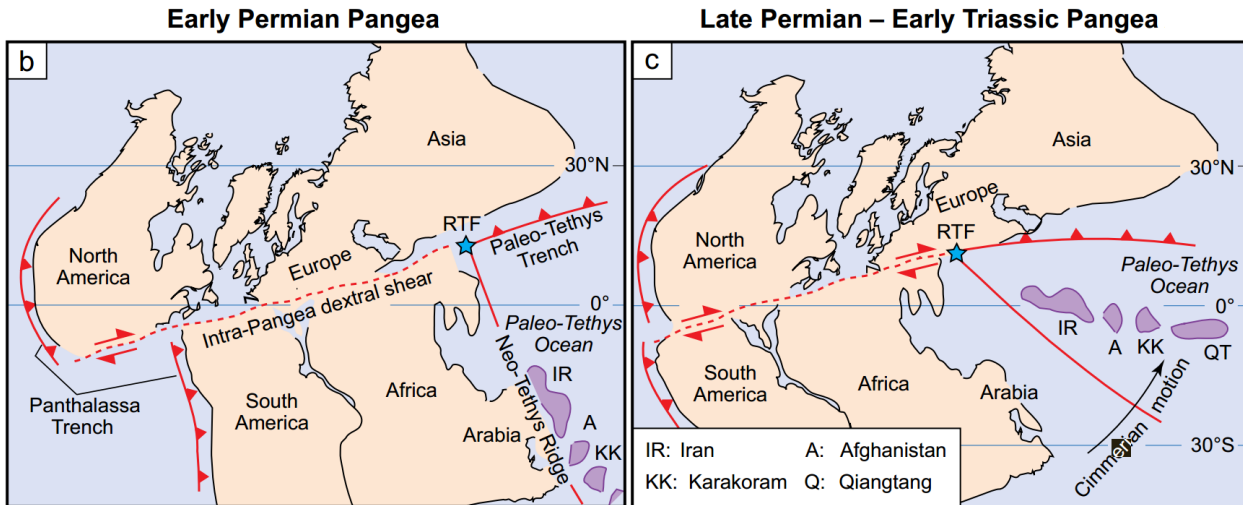 Early Permian Pangea
b
Asia
30°N
RTF
Paleo-Tethys
Trench
North
America
Europe
Intra-Pangea dextral shear
0°
Paleo-Tethys
Ocean
Neo-Tethys Ridge
IR
Panthalassa
Trench
South
America
Africa
Arabia
A
KK
Late Permian – Early Triassic Pangea
c
Asia
30°N
Europe
RTF
North
America
Paleo-Tethys
Ocean
0°
IR
A
KK
QT
South
America
Africa
Arabia
Cimmerian motion
30°S
IR: Iran
A: Afghanistan
KK: Karakoram
Q: Qiangtang